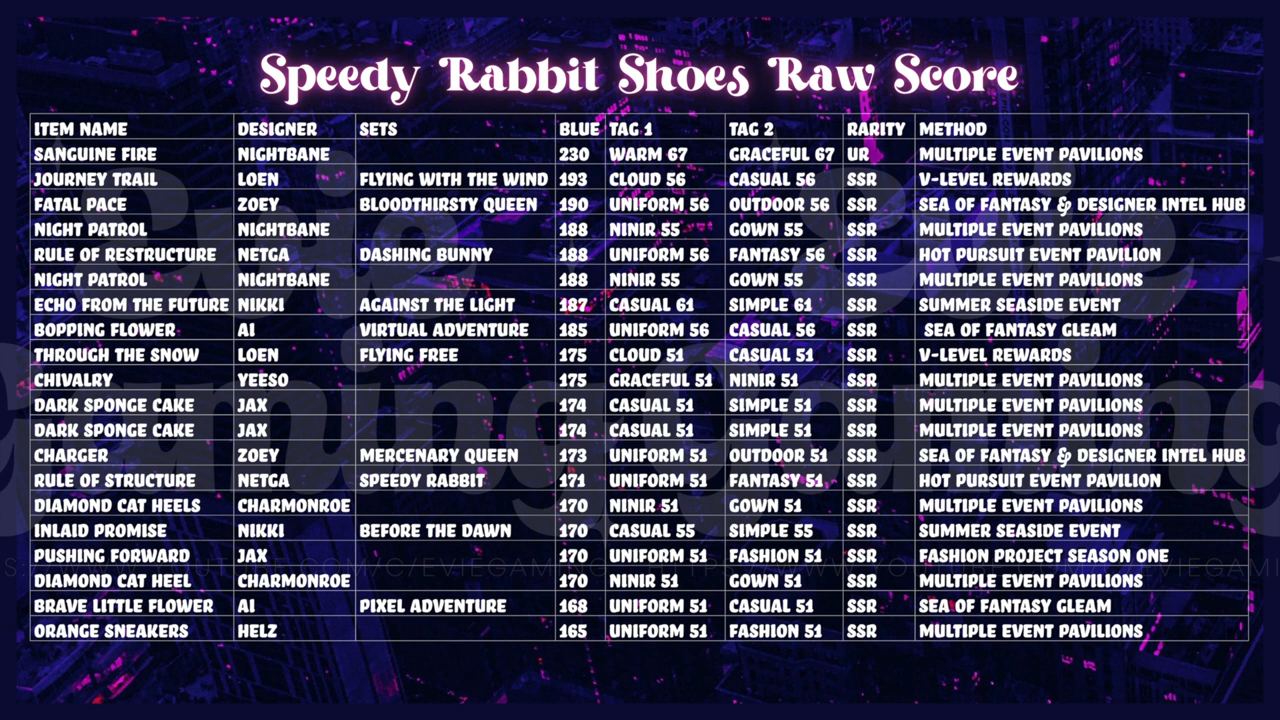 Speedy Rabbit Shoes Raw Score
ITEM NAME DESIGNER SETS BLUE TAG 1 TAG 2 RARITY METHOD
SANGUINE FIRE NIGHTBANE 230 WARM 67 GRACEFUL 67 UR MULTIPLE EVENT PAVILIONS
JOURNEY TRAIL LOEN FLYING WITH THE WIND 193 CLOUD 56 CASUAL 56 SSR V-LEVEL REWARDS
FATAL PACE ZOEY BLOODTHIRSTY QUEEN 190 UNIFORM 56 OUTDOOR 56 SSR SEA OF FANTASY & DESIGNER INTEL HUB
NIGHT PATROL NIGHTBANE 188 NINIR 55 GOWN 55 SSR MULTIPLE EVENT PAVILIONS
RULE OF RESTRUCTURE NETGA DASHING BUNNY 188 UNIFORM 56 FANTASY 56 SSR HOT PURSUIT EVENT PAVILION
NIGHT PATROL NIGHTBANE 188 NINIR 55 GOWN 55 SSR MULTIPLE EVENT PAVILIONS
ECHO FROM THE FUTURE NIKKI AGAINST THE LIGHT 187 CASUAL 61 SIMPLE 61 SSR SUMMER SEASIDE EVENT
BOPPING FLOWER AI VIRTUAL ADVENTURE 185 UNIFORM 56 CASUAL 56 SSR SEA OF FANTASY GLEAM
THROUGH THE SNOW LOEN FLYING FREE 175 CLOUD 51 CASUAL 51 SSR V-LEVEL REWARDS
CHIVALRY YEESO 175 GRACEFUL 51 NINIR 51 SSR MULTIPLE EVENT PAVILIONS
DARK SPONGE CAKE JAX 174 CASUAL 51 SIMPLE 51 SSR MULTIPLE EVENT PAVILIONS
DARK SPONGE CAKE JAX 174 CASUAL 51 SIMPLE 51 SSR MULTIPLE EVENT PAVILIONS
CHARGER ZOEY MERCENARY QUEEN 173 UNIFORM 51 OUTDOOR 51 SSR SEA OF FANTASY & DESIGNER INTEL HUB
RULE OF STRUCTURE NETGA SPEEDY RABBIT 171 UNIFORM 51 FANTASY 51 SSR HOT PURSUIT EVENT PAVILION
DIAMOND CAT HEELS CHARMONROE 170 NINIR 51 GOWN 51 SSR MULTIPLE EVENT PAVILIONS
INLAID PROMISE NIKKI BEFORE THE DAWN 170 CASUAL 55 SIMPLE 55 SSR SUMMER SEASIDE EVENT
PUSHING FORWARD JAX 170 UNIFORM 51 FASHION 51 SSR FASHION PROJECT SEASON ONE
DIAMOND CAT HEEL CHARMONROE 170 NINIR 51 GOWN 51 SSR MULTIPLE EVENT PAVILIONS
BRAVE LITTLE FLOWER AI PIXEL ADVENTURE 168 UNIFORM 51 CASUAL 51 SSR SEA OF FANTASY GLEAM
ORANGE SNEAKERS HELZ 165 UNIFORM 51 FASHION 51 SSR MULTIPLE EVENT PAVILIONS
Evie Evie
Gaming Gaming